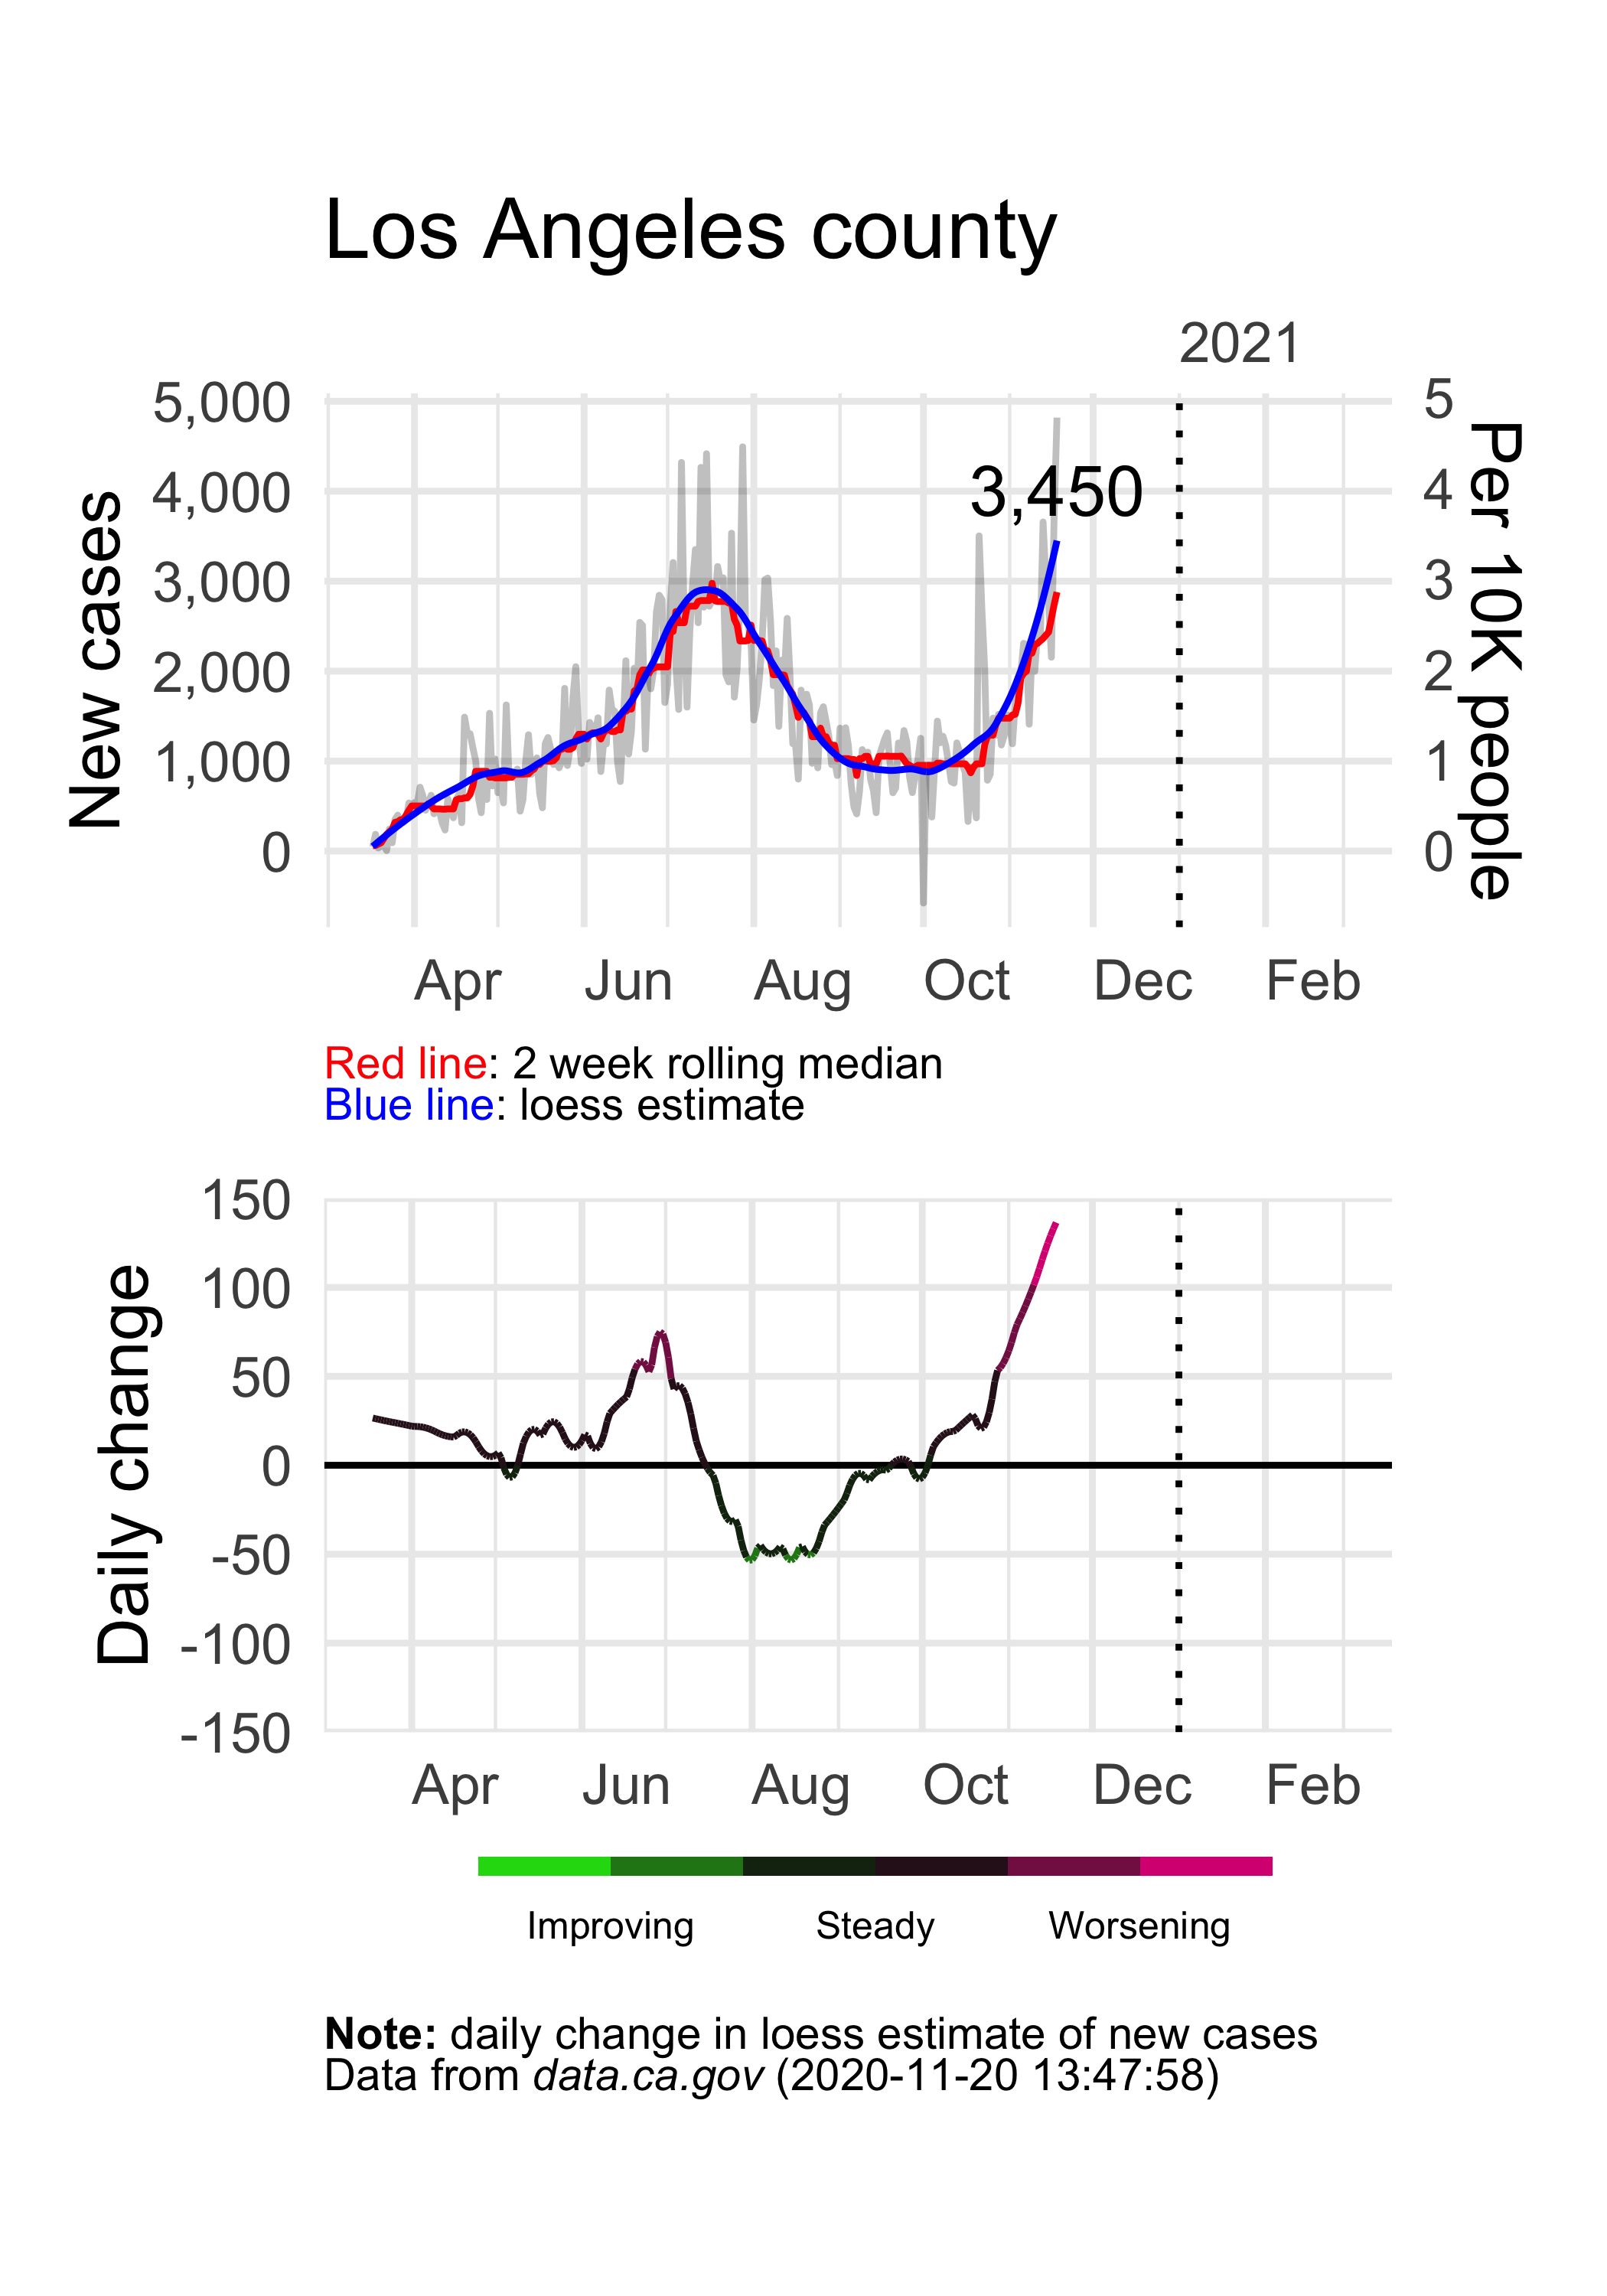 Los Angeles county
2021
5,000
4,000
3,000
2,000
1,000
0
New cases
3,450
5
4
3
2
1
0
Per 10K people
Apr Jun Aug Oct Dec Feb
Red line: 2 week rolling median
Blue line: loess estimate
150
100
50
0
-50
-100
-150
Daily change
Apr Jun Aug Oct Dec Feb
Improving Steady Worsening
Note: daily change in loess estimate of new cases
Data from data.ca.gov (2020-11-20 13:47:58)